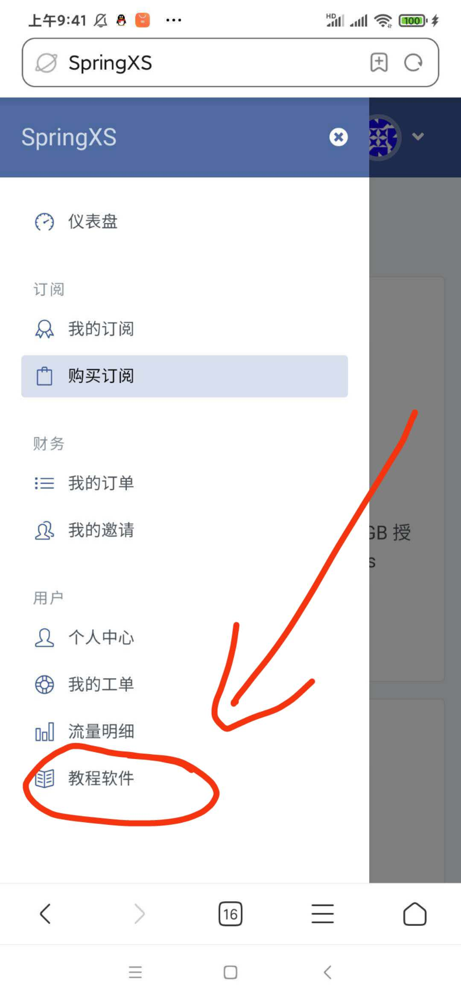 上午9:41 HD 100
SpringXS
SpringXS
仪表盘
订阅
我的订阅
购买订阅
财务
我的订单
我的邀请
GB 授
s
用户
个人中心
我的工单
流量明细
教程软件
16